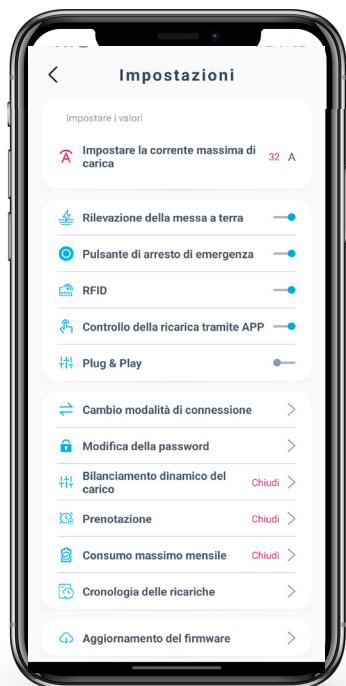 Impostazioni
Impostare i valori
Impostare la corrente massima di
carica
32 A
Rilevazione della messa a terra
Pulsante di arresto di emergenza
RFID
Controllo della ricarica tramite APP
Plug & Play
Cambio modalità di connessione
Modifica della password
Bilanciamento dinamico del
carico
Chiudi
Prenotazione
Chiudi
Consumo massimo mensile
Chiudi
Cronologia delle ricariche
Aggiornamento del firmware